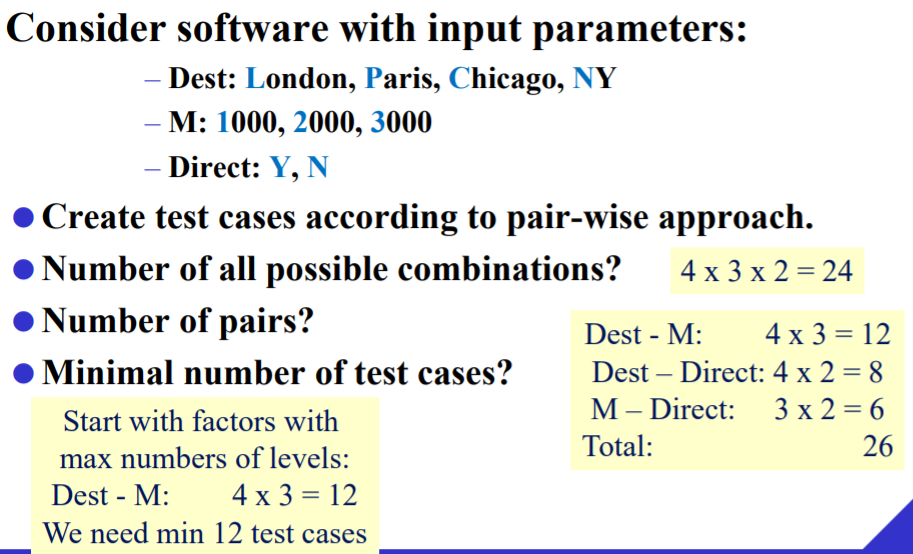 Consider software with input parameters:
– Dest: London, Paris, Chicago, NY
– M: 1000, 2000, 3000
– Direct: Y, N
● Create test cases according to pair-wise approach.
● Number of all possible combinations? 4 x 3 x 2 = 24
● Number of pairs?
Dest - M: 4 x 3 = 12
Dest – Direct: 4 x 2 = 8
M – Direct: 3 x 2 = 6
Total: 26
● Minimal number of test cases?
Start with factors with
max numbers of levels:
Dest - M: 4 x 3 = 12
We need min 12 test cases